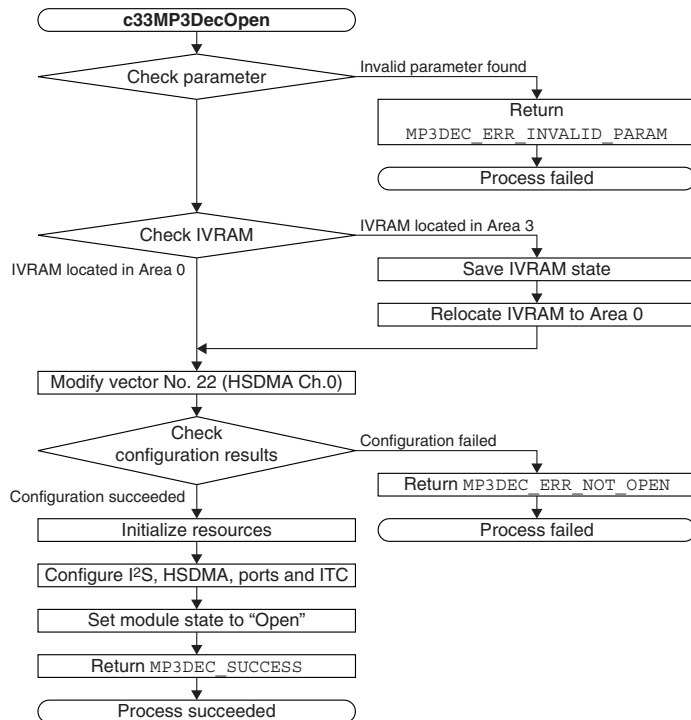 c33MP3DecOpen
Check parameter
Invalid parameter found
Return
MP3DEC_ERR_INVALID_PARAM
Process failed
Check IVRAM
IVRAM located in Area 3
IVRAM located in Area 0
Save IVRAM state
Relocate IVRAM to Area 0
Modify vector No. 22 (HSDMA Ch.0)
Check
configuration results
Configuration failed
Return MP3DEC_ERR_NOT_OPEN
Process failed
Configuration succeeded
Initialize resources
Configure I2S, HSDMA, ports and ITC
Set module state to “Open”
Return MP3DEC_SUCCESS
Process succeeded